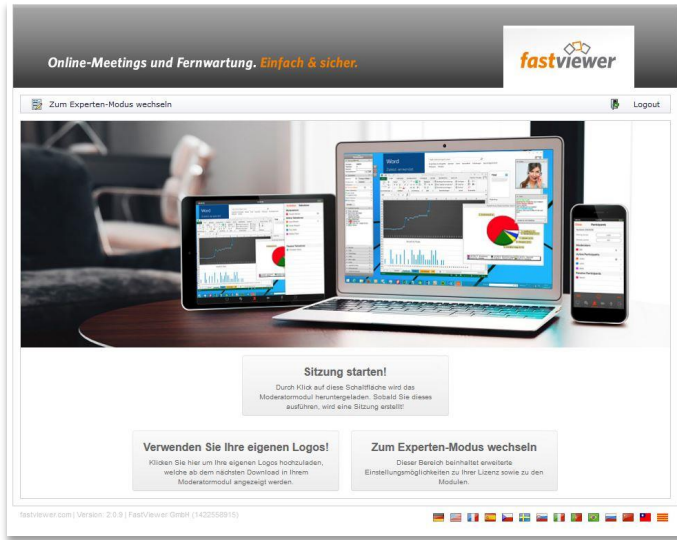 Online-Meetings und Fernwartung. Einfach & sicher.
fastviewer
Zum Experten-Modus wechseln
Logout
Word
Word
Sitzung starten!
Durch Klick auf diese Schaltfläche wird das
Moderatormodul heruntergeladen. Sobald Sie dieses
ausführen, wird eine Sitzung erstellt!
Verwenden Sie Ihre eigenen Logos!
Klicken Sie hier um Ihre eigenen Logos hochzuladen,
welche ab dem nächsten Download in Ihrem
Moderatormodul angezeigt werden.
Zum Experten-Modus wechseln
Dieser Bereich beinhaltet erweiterte
Einstellungsmöglichkeiten zu Ihrer Lizenz sowie zu den
Modulen.
fastviewer.com | Version: 2.0.9 | FastViewer GmbH